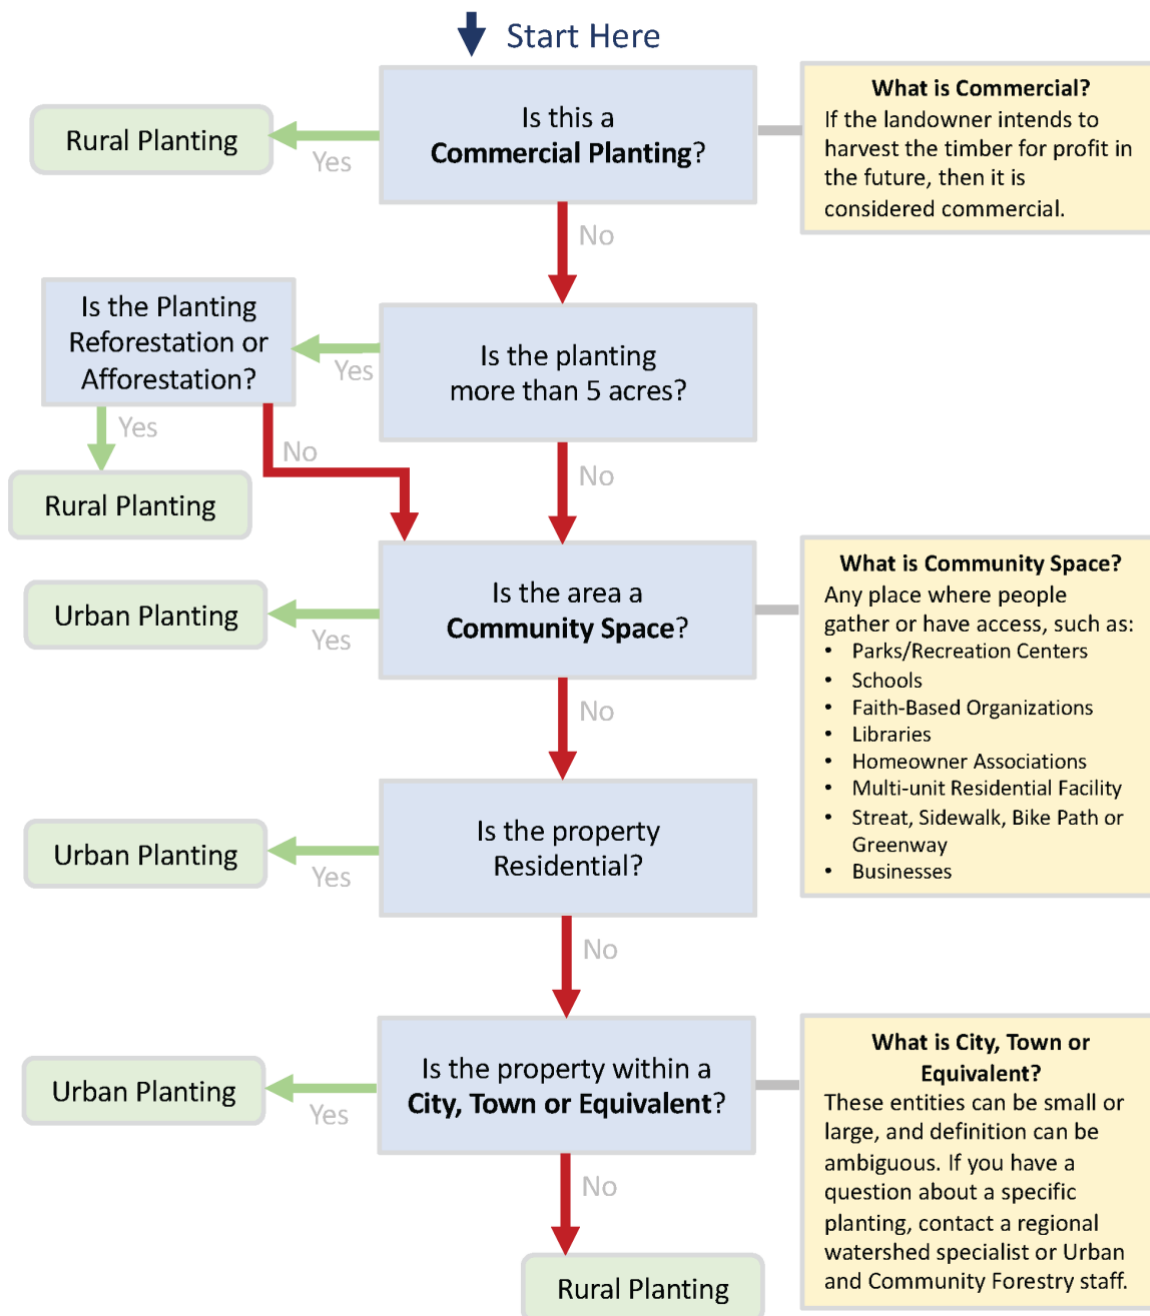 Start Here
Is this a
Commercial Planting?
Yes
Rural Planting
What is Commercial?
If the landowner intends to
harvest the timber for profit in
the future, then it is
considered commercial.
No
Is the planting
more than 5 acres?
Yes
Is the Planting
Reforestation or
Afforestation?
Yes
Rural Planting
No
No
Is the area a
Community Space?
Yes
Urban Planting
What is Community Space?
Any place where people
gather or have access, such as:
• Parks/Recreation Centers
• Schools
• Faith-Based Organizations
• Libraries
• Homeowner Associations
• Multi-unit Residential Facility
• Streat, Sidewalk, Bike Path or
Greenway
• Businesses
No
Is the property
Residential?
Yes
Urban Planting
No
Is the property within a
City, Town or Equivalent?
Yes
Urban Planting
What is City, Town or
Equivalent?
These entities can be small or
large, and definition can be
ambiguous. If you have a
question about a specific
planting, contact a regional
watershed specialist or Urban
and Community Forestry staff.
No
Rural Planting